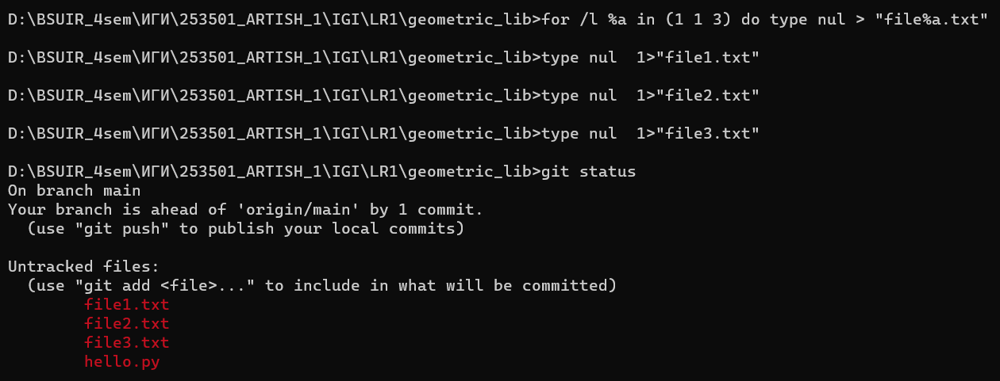 D:\BSUIR_4sem\ИГИ\253501_ARTISH_1\IGI\LR1\geometric_lib>for /l %a in (1 1 3) do type nul > "file%a.txt"
D:\BSUIR_4sem\ИГИ\253501_ARTISH_1\IGI\LR1\geometric_lib>type nul  1>"file1.txt"
D:\BSUIR_4sem\ИГИ\253501_ARTISH_1\IGI\LR1\geometric_lib>type nul  1>"file2.txt"
D:\BSUIR_4sem\ИГИ\253501_ARTISH_1\IGI\LR1\geometric_lib>type nul  1>"file3.txt"
D:\BSUIR_4sem\ИГИ\253501_ARTISH_1\IGI\LR1\geometric_lib>git status
On branch main
Your branch is ahead of 'origin/main' by 1 commit.
  (use "git push" to publish your local commits)
Untracked files:
  (use "git add <file>..." to include in what will be committed)
        file1.txt
        file2.txt
        file3.txt
        hello.py